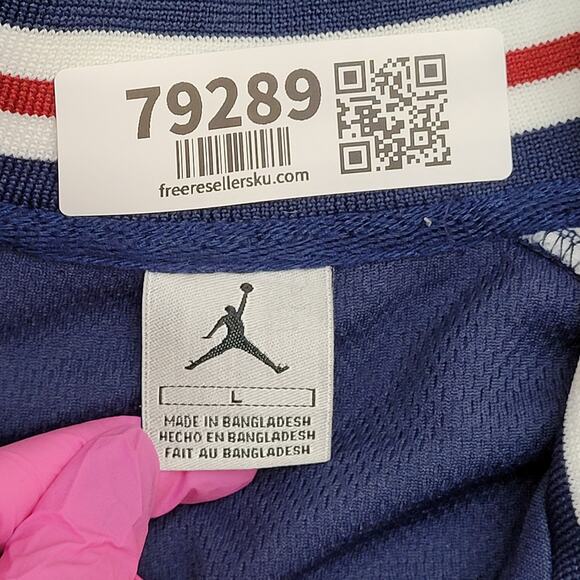 79289
freeresellersku.com
L
MADE IN BANGLADESH
HECHO EN BANGLADESH
FAIT AU BANGLADESH